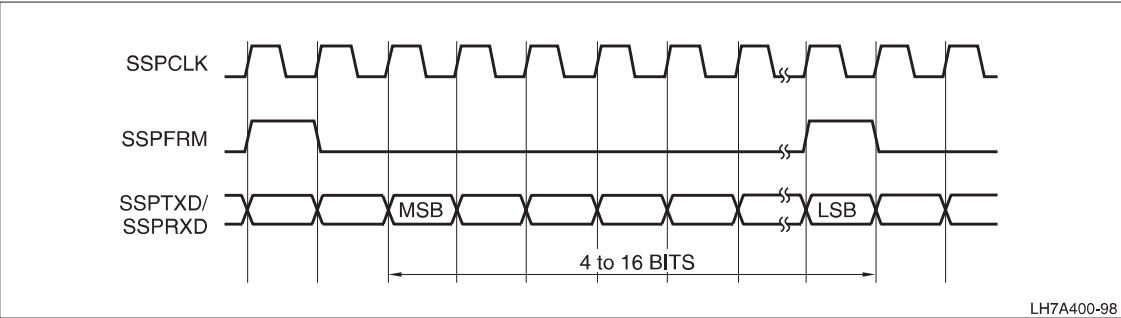 SSPCLK
SSPFRM
SSPTXD/
SSPRXD
MSB
LSB
4 to 16 BITS
LH7A400-98